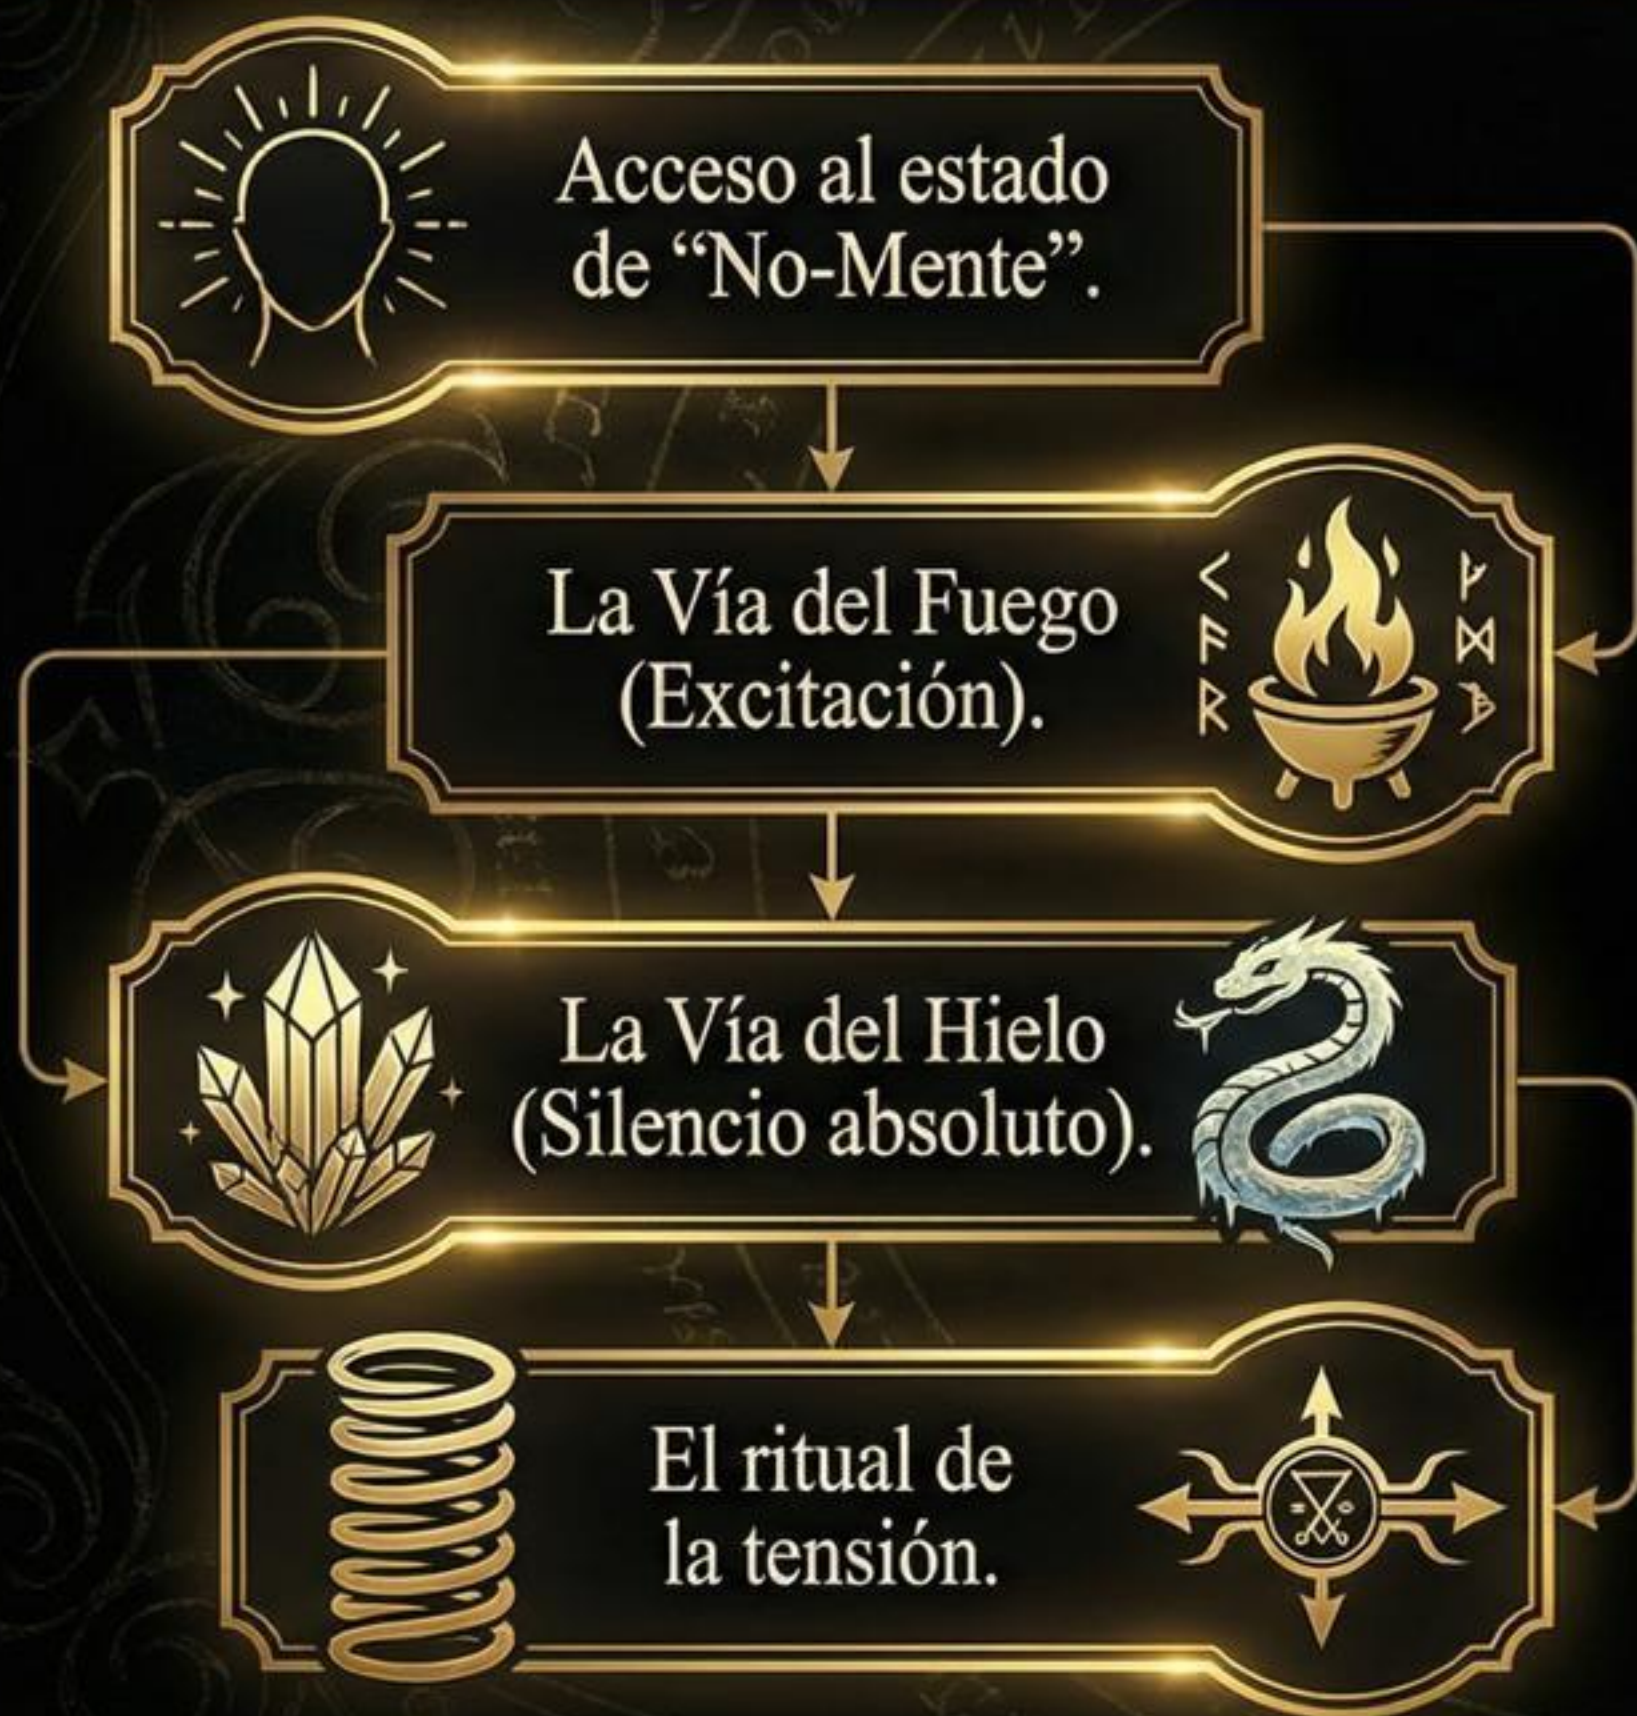 Acceso al estado
de “No-Mente”.
La Vía del Fuego
(Excitación).
La Vía del Hielo
(Silencio absoluto).
El ritual de
la tensión.